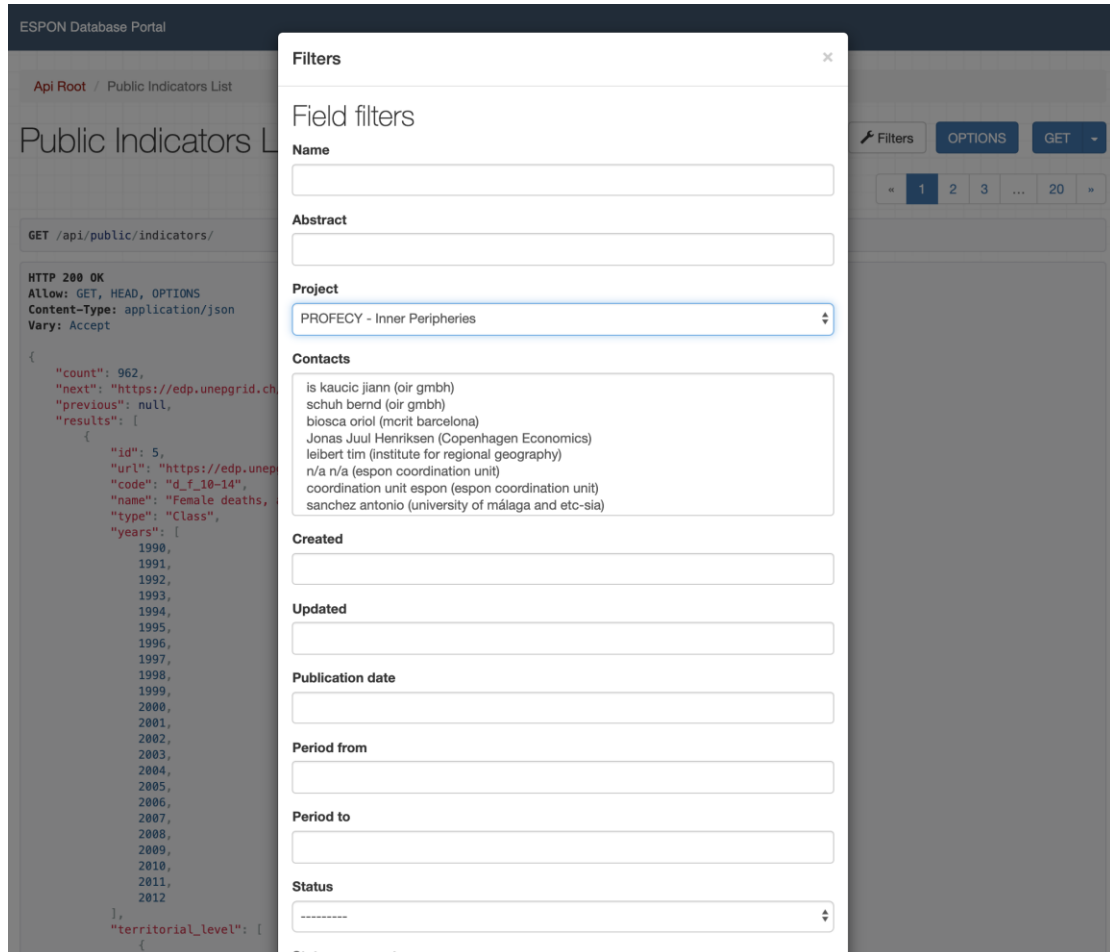 ESPON Database Portal
Filters ×
Api Root / Public Indicators List
Field filters
Public Indicators L
Filters
OPTIONS
GET
Name
« 1 2 3 ... 20 »
Abstract
GET /api/public/indicators/
Project
PROFECY - Inner Peripheries
Contacts
is kaucic jiann (oir gmbh)
schuh bernd (oir gmbh)
biosca oriol (mcrit barcelona)
Jonas Juul Henriksen (Copenhagen Economics)
leibert tim (institute for regional geography)
n/a n/a (espon coordination unit)
coordination unit espon (espon coordination unit)
sanchez antonio (university of málaga and etc-sia)
Created
Updated
Publication date
Period from
Period to
Status
---------
HTTP 200 OK
Allow: GET, HEAD, OPTIONS
Content-Type: application/json
Vary: Accept
{
"count": 962,
"next": "https://edp.unepgrid.ch
"previous": null,
"results": [
{
"id": 5,
"url": "https://edp.unep
"code": "d_f_10-14",
"name": "Female deaths,
"type": "Class",
"years": [
1990,
1991,
1992,
1993,
1994,
1995,
1996,
1997,
1998,
1999,
2000,
2001,
2002,
2003,
2004,
2005,
2006,
2007,
2008,
2009,
2010,
2011,
2012
],
"territorial_level": [
{